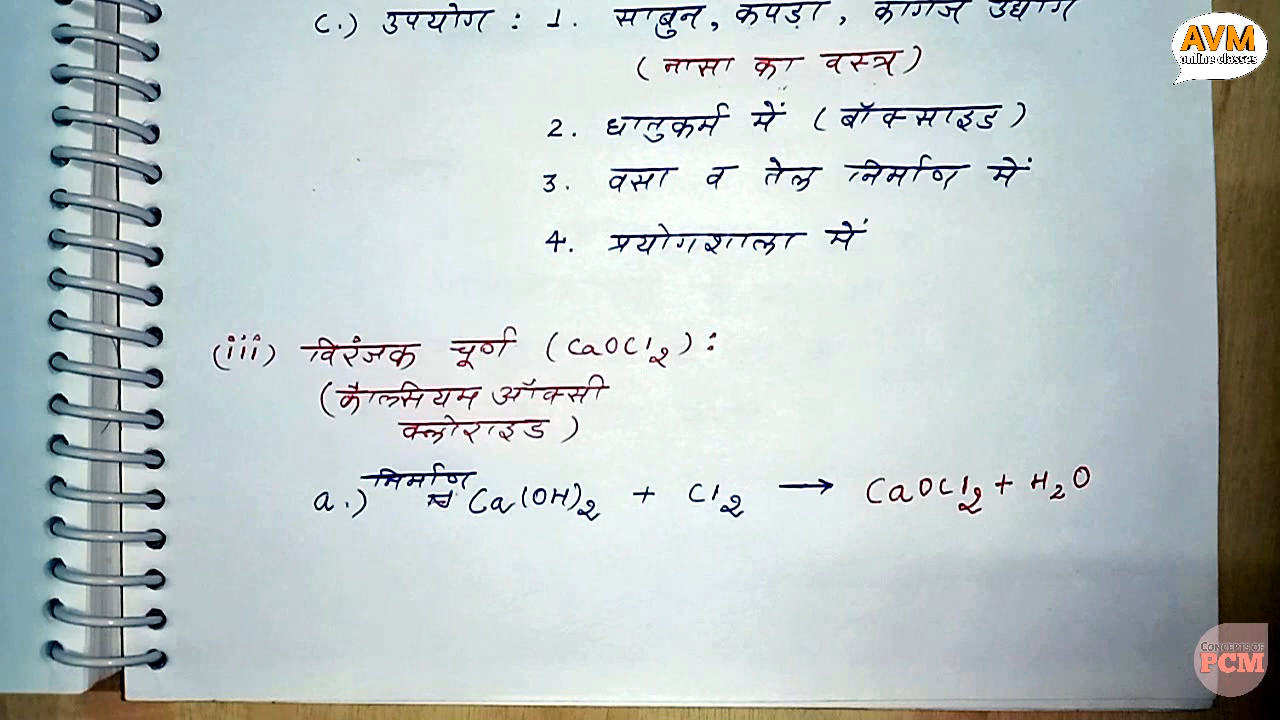 C.) उपयोग : 1. साबुन, कपड़ा, कागज उद्योग
(नासा का वस्त्र)
2. धातुकर्म में (बॉक्साइड)
3. वसा व तेल निर्माण में
4. प्रयोगशाला में
(iii) विरंजक चूर्ण (CaOCl₂) :
(कैल्सियम ऑक्सी
क्लोराइड)
a.) निर्माण Ca(OH)₂ + Cl₂ → CaOCl₂ + H₂O
AVM
online classes
CONCEPTS OF
PCM